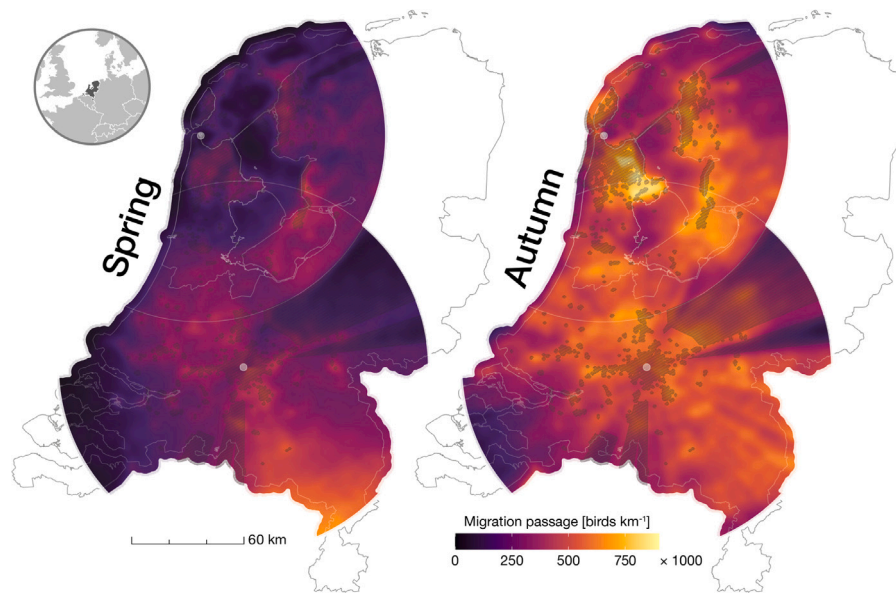 Spring
Autumn
60 km
Migration passage [birds km⁻¹]
0 250 500 750 × 1000